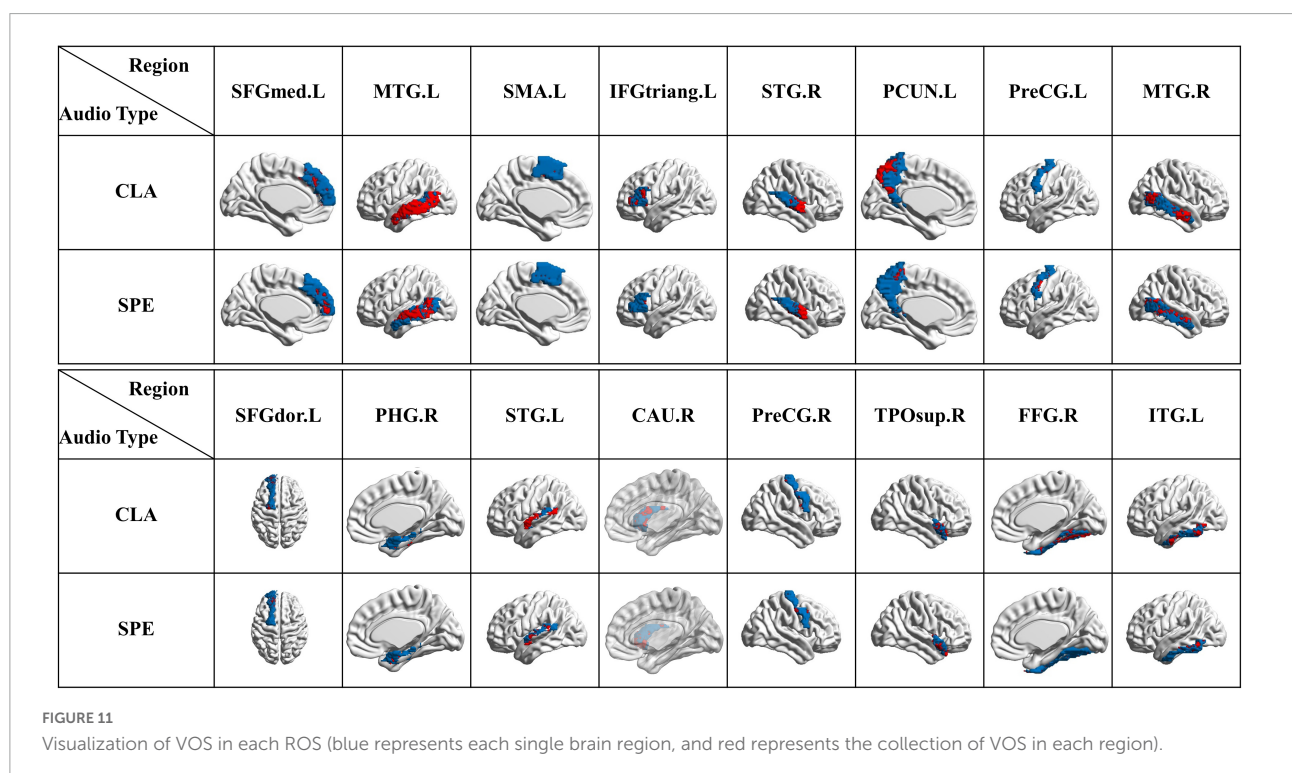 Region
Audio Type
SFGmed.L MTG.L SMA.L IFGtriang.L STG.R PCUN.L PreCG.L MTG.R
CLA
SPE
Region
Audio Type
SFGdor.L PHG.R STG.L CAU.R PreCG.R TPOsup.R FFG.R ITG.L
CLA
SPE
FIGURE 11
Visualization of VOS in each ROS (blue represents each single brain region, and red represents the collection of VOS in each region).